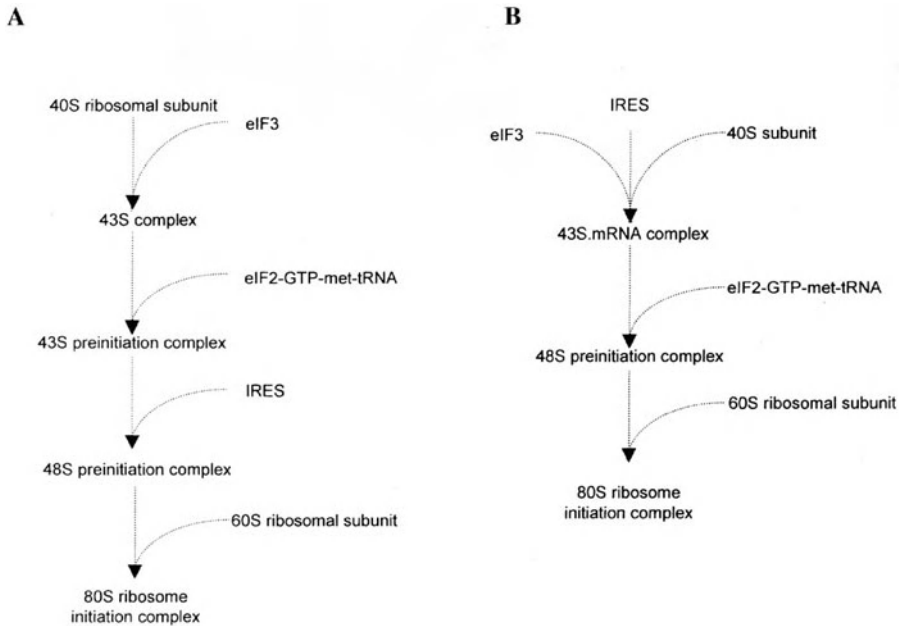 A
40S ribosomal subunit
eIF3
43S complex
eIF2-GTP-met-tRNA
43S preinitiation complex
IRES
48S preinitiation complex
60S ribosomal subunit
80S ribosome
initiation complex
B
IRES
eIF3
40S subunit
43S.mRNA complex
eIF2-GTP-met-tRNA
48S preinitiation complex
60S ribosomal subunit
80S ribosome
initiation complex